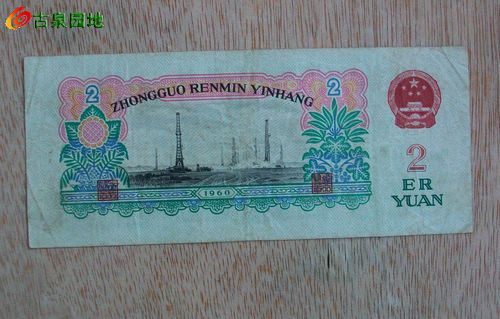 古泉园地
ZHONGGUO RENMIN YINHANG
2
2
1960
2
ER
YUAN